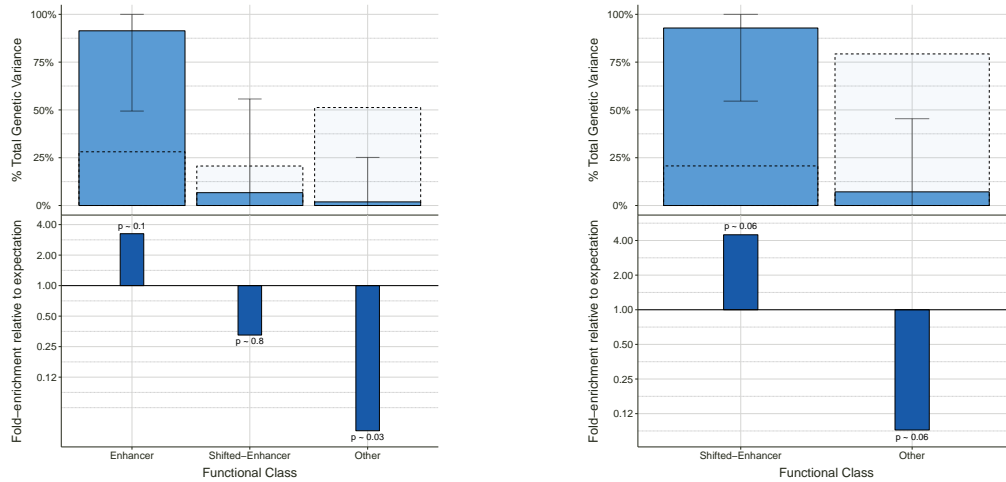 % Total Genetic Variance
100%
75%
50%
25%
0%
Fold−enrichment relative to expectation
4.00
2.00
1.00
0.50
0.25
0.12
p ~ 0.1
p ~ 0.8
p ~ 0.03
Enhancer Shifted−Enhancer Other
Functional Class
% Total Genetic Variance
100%
75%
50%
25%
0%
Fold−enrichment relative to expectation
4.00
2.00
1.00
0.50
0.25
0.12
p ~ 0.06
p ~ 0.06
Shifted−Enhancer Other
Functional Class